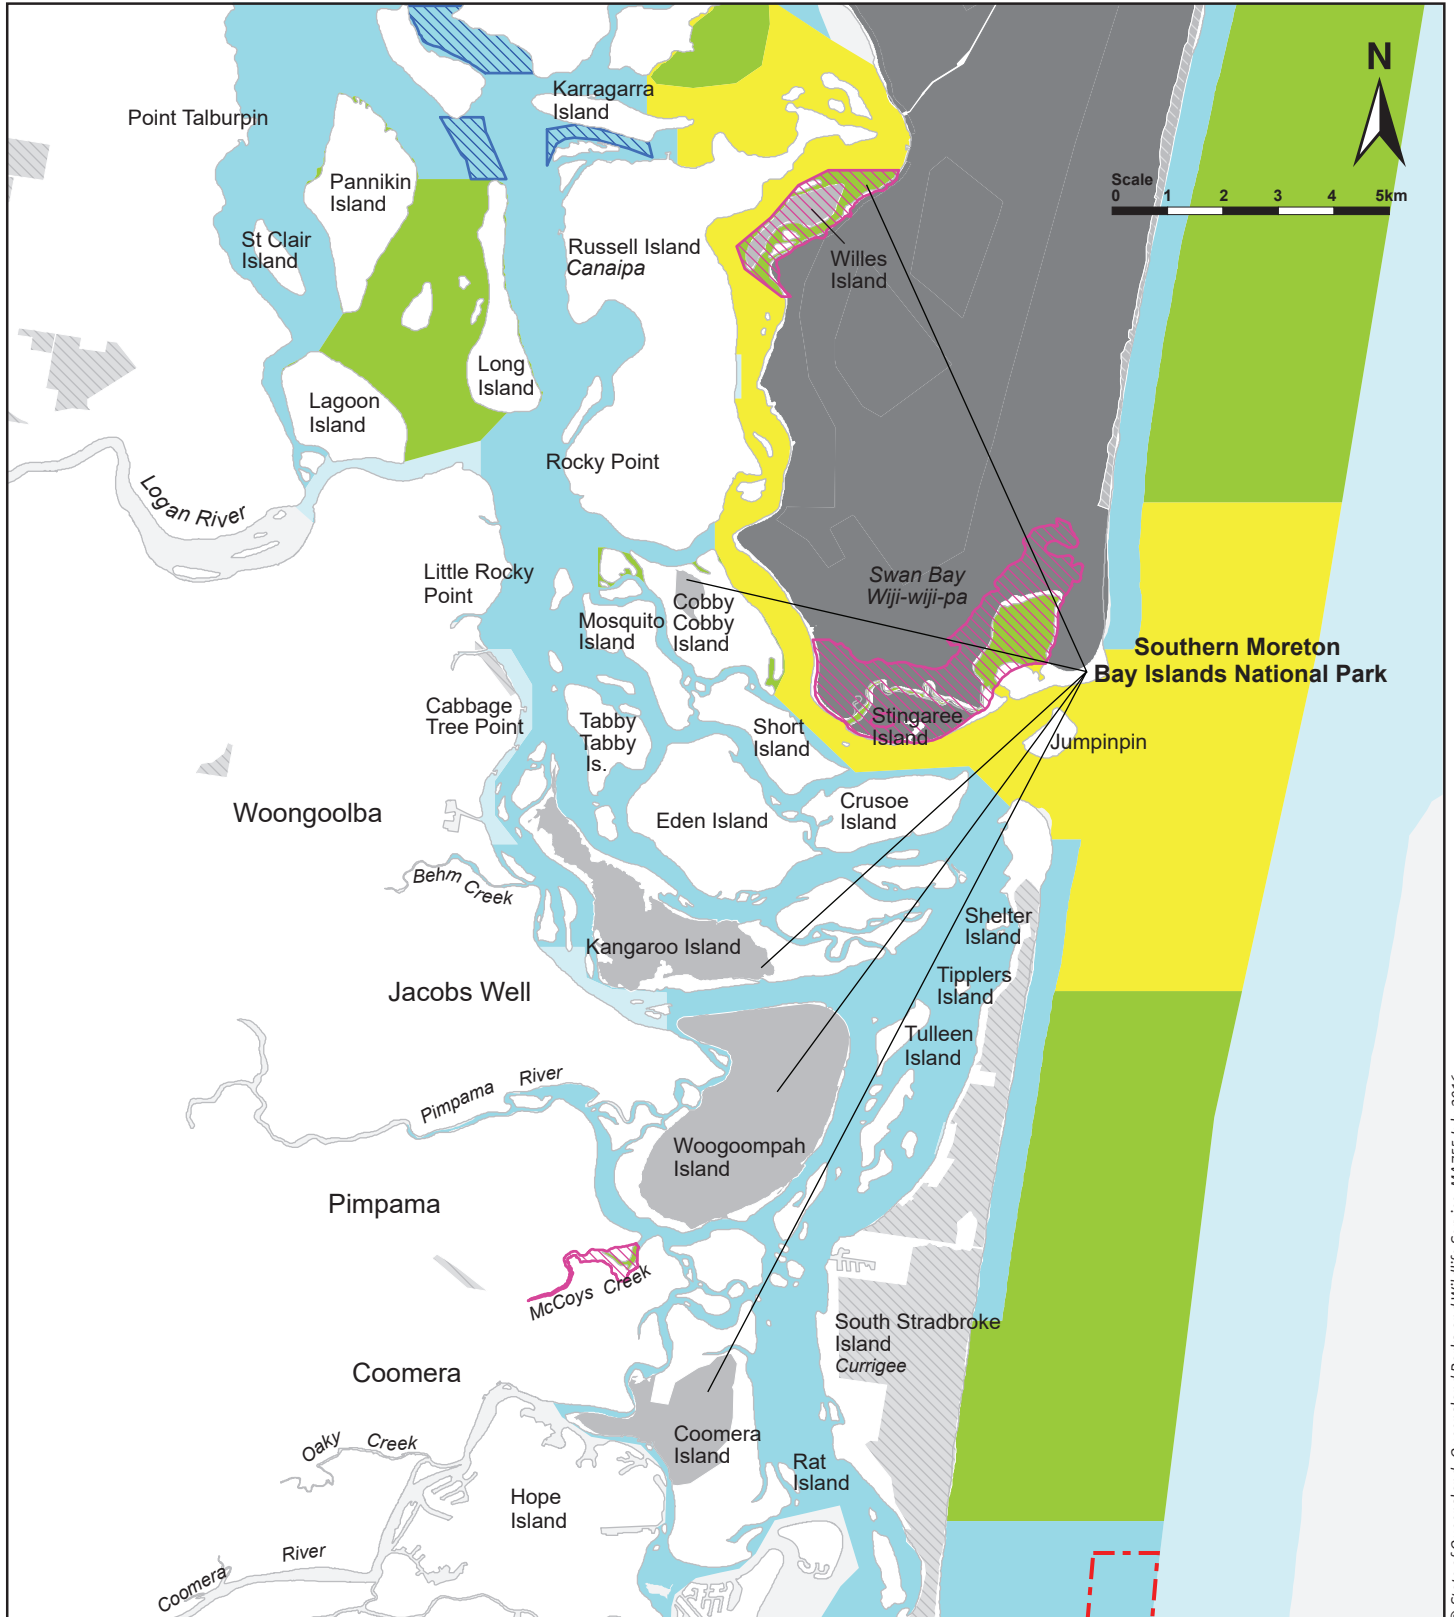 N
Scale
0 1 2 3 4 5km
Karragarra
Island
Point Talburpin
Pannikin
Island
St Clair
Island
Russell Island
Canaipa
Willes
Island
Long
Island
Lagoon
Island
Rocky Point
Logan River
Little Rocky
Point
Swan Bay
Wiji-wiji-pa
Mosquito
Island
Cobby
Cobby
Island
Southern Moreton
Bay Islands National Park
Cabbage
Tree Point
Tabby
Tabby
Is.
Short
Island
Stingaree
Island
Jumpinpin
Woongoolba
Eden Island
Crusoe
Island
Behm Creek
Shelter
Island
Kangaroo Island
Tipplers
Island
Jacobs Well
Tulleen
Island
Pimpama River
Woogoompah
Island
Pimpama
McCoys Creek
South Stradbroke
Island
Currigee
Coomera
Oaky Creek
Coomera
Island
Rat
Island
Hope
Island
Coomera River